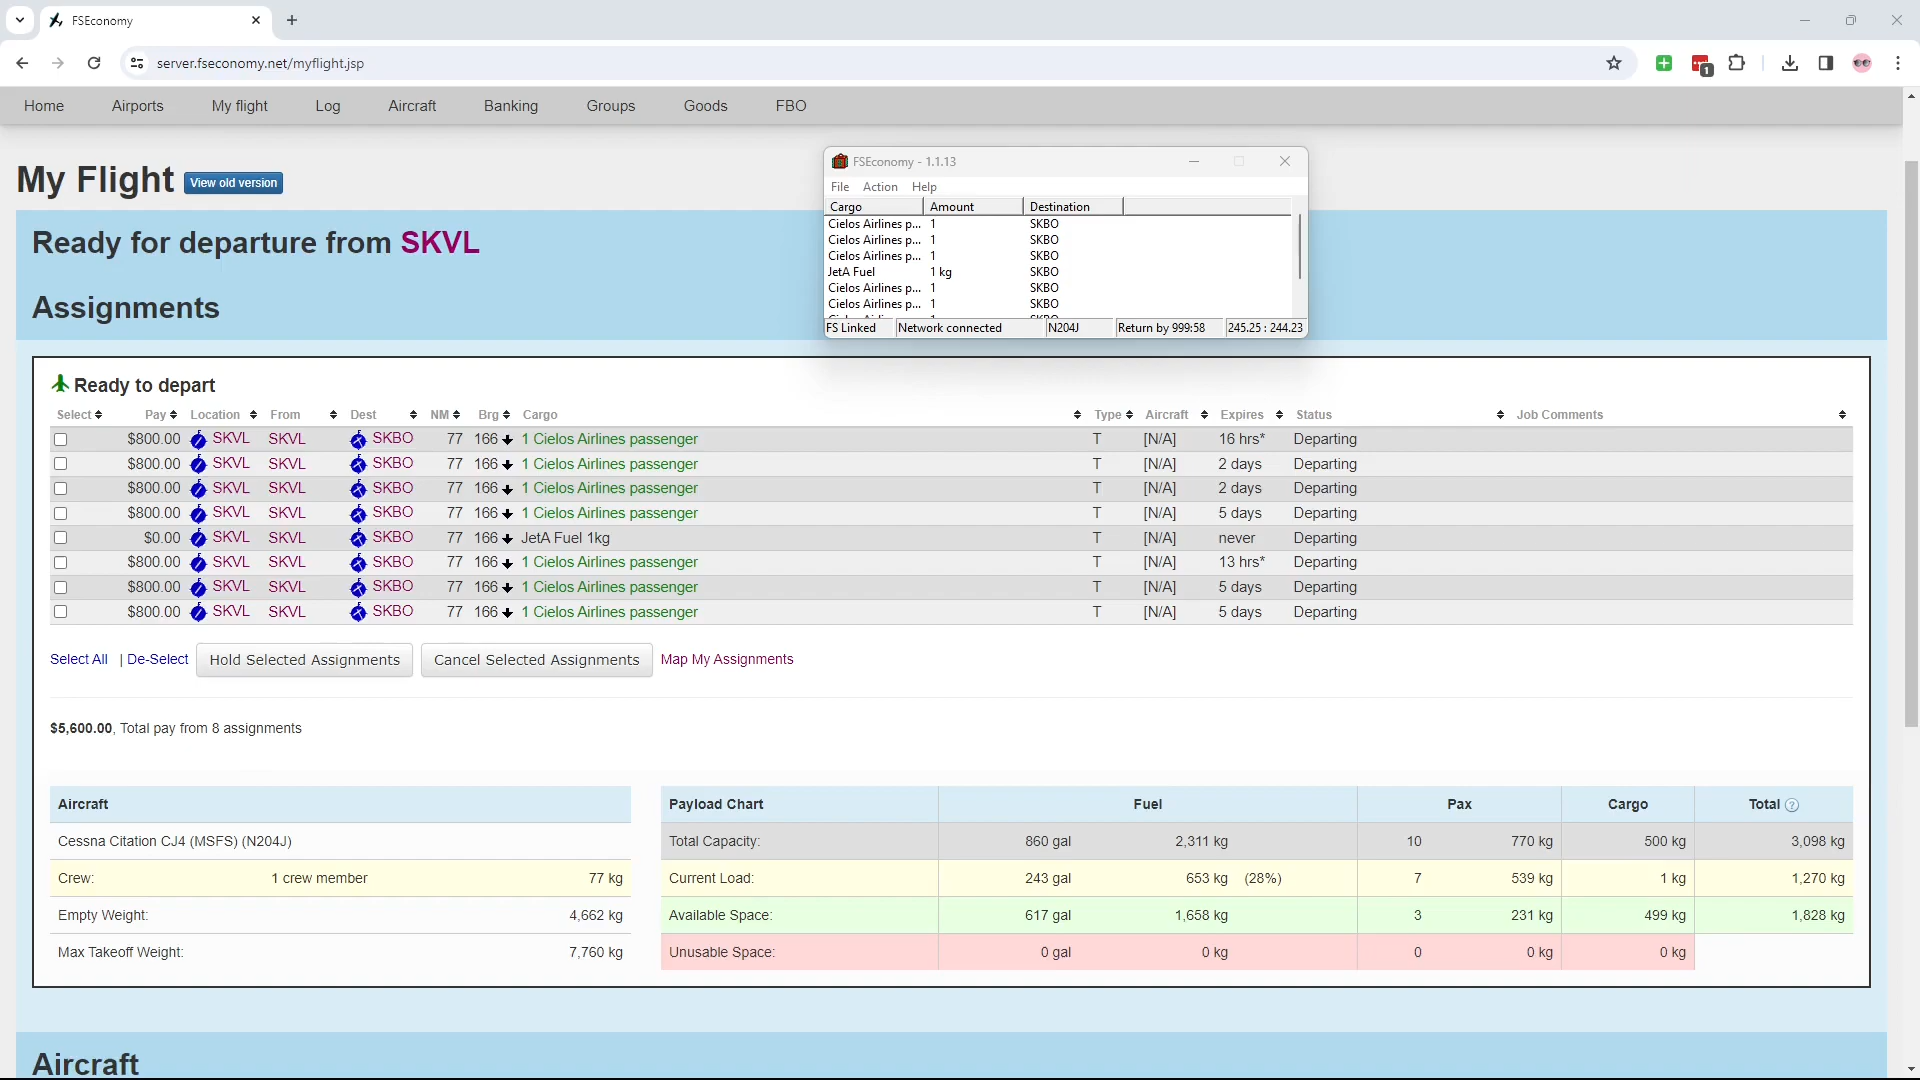 FSEconomy
server.fseconomy.net/myflight.jsp
1
Home Airports My flight Log Aircraft Banking Groups Goods FBO
My Flight View old version
Ready for departure from SKVL
Assignments
FSEconomy - 1.1.13
File Action Help
Cargo Amount Destination
Cielos Airlines p... 1 SKBO
Cielos Airlines p... 1 SKBO
Cielos Airlines p... 1 SKBO
JetA Fuel 1 kg SKBO
Cielos Airlines p... 1 SKBO
Cielos Airlines p... 1 SKBO
FS Linked Network connected N204J Return by 999:58 245.25 : 244.23
Ready to depart
Select Pay Location From Dest NM Brg Cargo Type Aircraft Expires Status Job Comments
$800.00 SKVL SKVL SKBO 77 166 1 Cielos Airlines passenger T [N/A] 16 hrs* Departing
$800.00 SKVL SKVL SKBO 77 166 1 Cielos Airlines passenger T [N/A] 2 days Departing
$800.00 SKVL SKVL SKBO 77 166 1 Cielos Airlines passenger T [N/A] 2 days Departing
$800.00 SKVL SKVL SKBO 77 166 1 Cielos Airlines passenger T [N/A] 5 days Departing
$0.00 SKVL SKVL SKBO 77 166 JetA Fuel 1kg T [N/A] never Departing
$800.00 SKVL SKVL SKBO 77 166 1 Cielos Airlines passenger T [N/A] 13 hrs* Departing
$800.00 SKVL SKVL SKBO 77 166 1 Cielos Airlines passenger T [N/A] 5 days Departing
$800.00 SKVL SKVL SKBO 77 166 1 Cielos Airlines passenger T [N/A] 5 days Departing
Select All | De-Select Hold Selected Assignments Cancel Selected Assignments Map My Assignments
$5,600.00, Total pay from 8 assignments
Aircraft
Cessna Citation CJ4 (MSFS) (N204J)
Crew: 1 crew member 77 kg
Empty Weight: 4,662 kg
Max Takeoff Weight: 7,760 kg
Payload Chart Fuel Pax Cargo Total ?
Total Capacity: 860 gal 2,311 kg 10 770 kg 500 kg 3,098 kg
Current Load: 243 gal 653 kg (28%) 7 539 kg 1 kg 1,270 kg
Available Space: 617 gal 1,658 kg 3 231 kg 499 kg 1,828 kg
Unusable Space: 0 gal 0 kg 0 0 kg 0 kg
Aircraft